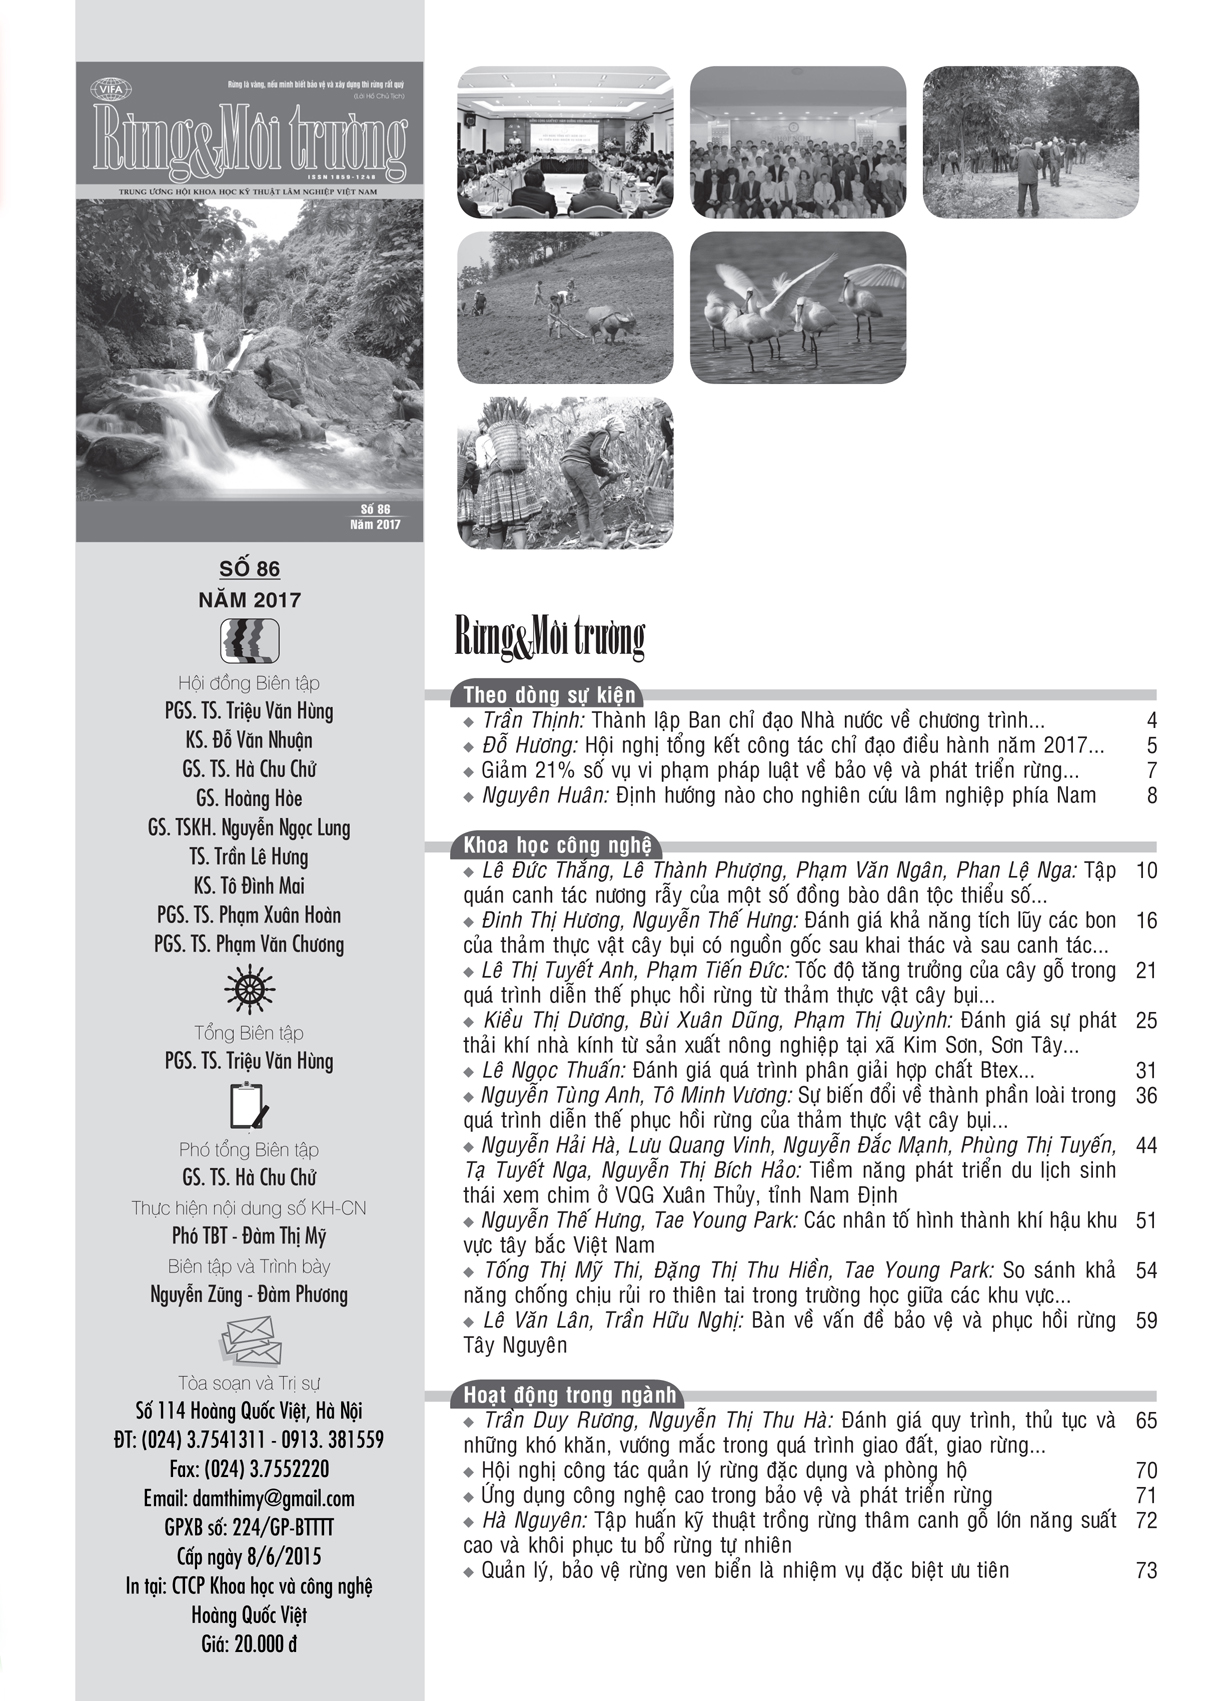 VIFA
Rừng là vàng, nếu mình biết bảo vệ và xây dựng thì rừng rất quý
(Lời Hồ Chủ Tịch)
Rừng&Môi trường
ISSN 1859-1248
TRUNG ƯƠNG HỘI KHOA HỌC KỸ THUẬT LÂM NGHIỆP VIỆT NAM
Số 86
Năm 2017
SỐ 86
NĂM 2017
Hội đồng Biên tập
PGS. TS. Triệu Văn Hùng
KS. Đỗ Văn Nhuận
GS. TS. Hà Chu Chử
GS. Hoàng Hòe
GS. TSKH. Nguyễn Ngọc Lung
TS. Trần Lê Hưng
KS. Tô Đình Mai
PGS. TS. Phạm Xuân Hoàn
PGS. TS. Phạm Văn Chương
Tổng Biên tập
PGS. TS. Triệu Văn Hùng
Phó tổng Biên tập
GS. TS. Hà Chu Chử
Thực hiện nội dung số KH-CN
Phó TBT - Đàm Thị Mỹ
Biên tập và Trình bày
Nguyễn Zũng - Đàm Phương
Tòa soạn và Trị sự
Số 114 Hoàng Quốc Việt, Hà Nội
ĐT: (024) 3.7541311 - 0913. 381559
Fax: (024) 3.7552220
Email: damthimy@gmail.com
GPXB số: 224/GP-BTTTT
Cấp ngày 8/6/2015
In tại: CTCP Khoa học và công nghệ
Hoàng Quốc Việt
Giá: 20.000 đ
Rừng&Môi trường
Theo dòng sự kiện
◆ Trần Thịnh: Thành lập Ban chỉ đạo Nhà nước về chương trình... 4
◆ Đỗ Hương: Hội nghị tổng kết công tác chỉ đạo điều hành năm 2017... 5
◆ Giảm 21% số vụ vi phạm pháp luật về bảo vệ và phát triển rừng... 7
◆ Nguyên Huân: Định hướng nào cho nghiên cứu lâm nghiệp phía Nam 8
Khoa học công nghệ
◆ Lê Đức Thắng, Lê Thành Phượng, Phạm Văn Ngân, Phan Lệ Nga: Tập 10
quán canh tác nương rẫy của một số đồng bào dân tộc thiểu số...
◆ Đinh Thị Hương, Nguyễn Thế Hưng: Đánh giá khả năng tích lũy các bon 16
của thảm thực vật cây bụi có nguồn gốc sau khai thác và sau canh tác...
◆ Lê Thị Tuyết Anh, Phạm Tiến Đức: Tốc độ tăng trưởng của cây gỗ trong 21
quá trình diễn thế phục hồi rừng từ thảm thực vật cây bụi...
◆ Kiều Thị Dương, Bùi Xuân Dũng, Phạm Thị Quỳnh: Đánh giá sự phát 25
thải khí nhà kính từ sản xuất nông nghiệp tại xã Kim Sơn, Sơn Tây...
◆ Lê Ngọc Thuấn: Đánh giá quá trình phân giải hợp chất Btex... 31
◆ Nguyễn Tùng Anh, Tô Minh Vương: Sự biến đổi về thành phần loài trong 36
quá trình diễn thế phục hồi rừng của thảm thực vật cây bụi...
◆ Nguyễn Hải Hà, Lưu Quang Vinh, Nguyễn Đắc Mạnh, Phùng Thị Tuyến, 44
Tạ Tuyết Nga, Nguyễn Thị Bích Hảo: Tiềm năng phát triển du lịch sinh
thái xem chim ở VQG Xuân Thủy, tỉnh Nam Định
◆ Nguyễn Thế Hưng, Tae Young Park: Các nhân tố hình thành khí hậu khu 51
vực tây bắc Việt Nam
◆ Tống Thị Mỹ Thi, Đặng Thị Thu Hiền, Tae Young Park: So sánh khả 54
năng chống chịu rủi ro thiên tai trong trường học giữa các khu vực...
◆ Lê Văn Lân, Trần Hữu Nghị: Bàn về vấn đề bảo vệ và phục hồi rừng 59
Tây Nguyên
Hoạt động trong ngành
◆ Trần Duy Rương, Nguyễn Thị Thu Hà: Đánh giá quy trình, thủ tục và 65
những khó khăn, vướng mắc trong quá trình giao đất, giao rừng...
◆ Hội nghị công tác quản lý rừng đặc dụng và phòng hộ 70
◆ Ứng dụng công nghệ cao trong bảo vệ và phát triển rừng 71
◆ Hà Nguyên: Tập huấn kỹ thuật trồng rừng thâm canh gỗ lớn năng suất 72
cao và khôi phục tu bổ rừng tự nhiên
◆ Quản lý, bảo vệ rừng ven biển là nhiệm vụ đặc biệt ưu tiên 73